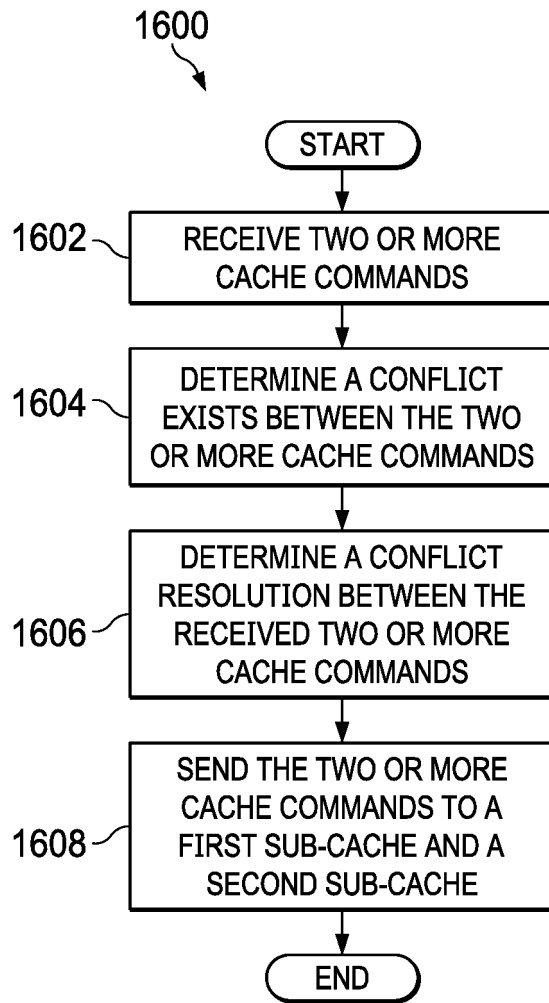 1600
START
1602
RECEIVE TWO OR MORE
CACHE COMMANDS
1604
DETERMINE A CONFLICT
EXISTS BETWEEN THE TWO
OR MORE CACHE COMMANDS
1606
DETERMINE A CONFLICT
RESOLUTION BETWEEN THE
RECEIVED TWO OR MORE
CACHE COMMANDS
1608
SEND THE TWO OR MORE
CACHE COMMANDS TO A
FIRST SUB-CACHE AND A
SECOND SUB-CACHE
END